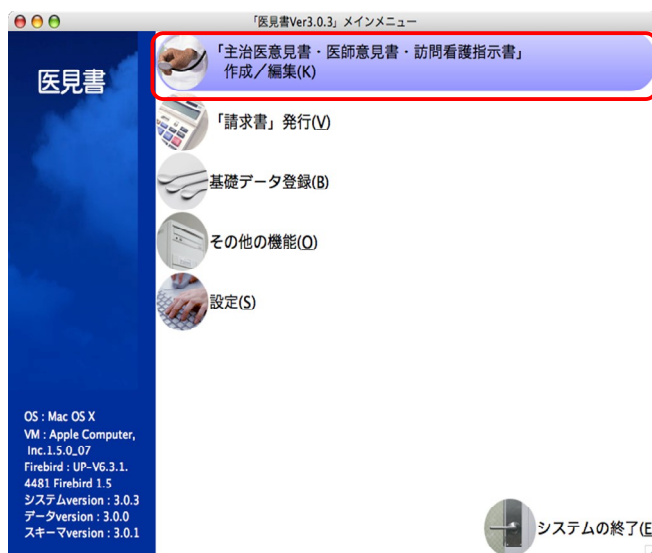 「医見書Ver3.0.3」メインメニュー
医見書
「主治医意見書・医師意見書・訪問看護指示書」
作成／編集(K)
「請求書」発行(V)
基礎データ登録(B)
その他の機能(O)
設定(S)
OS : Mac OS X
VM : Apple Computer,
Inc.1.5.0_07
Firebird : UP-V6.3.1.
4481 Firebird 1.5
システムversion : 3.0.3
データversion : 3.0.0
スキーマversion : 3.0.1
システムの終了(E